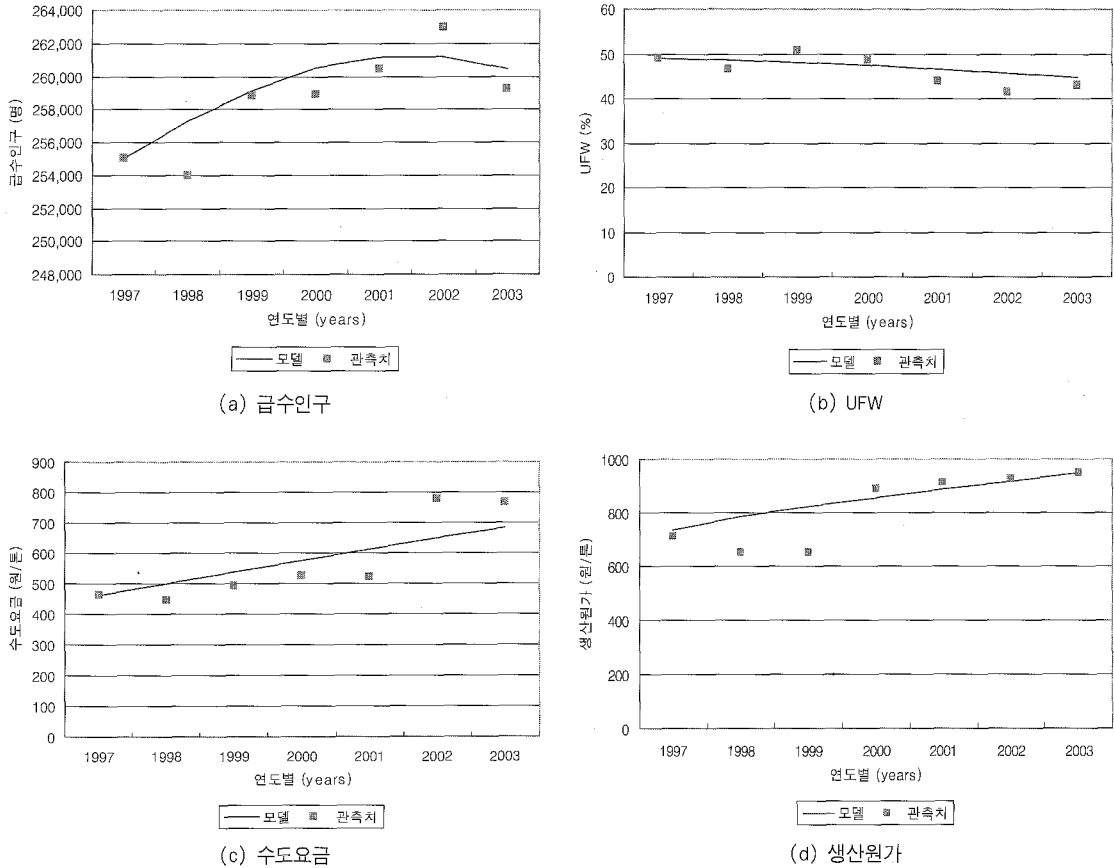 264,000
262,000
260,000
258,000
256,000
254,000
252,000
250,000
248,000
급수인구 (명)
1997 1998 1999 2000 2001 2002 2003
연도별 (years)
모델 관측치
(a) 급수인구
60
50
40
30
20
10
0
UFW (%)
1997 1998 1999 2000 2001 2002 2003
연도별 (years)
모델 관측치
(b) UFW
900
800
700
600
500
400
300
200
100
0
수도요금 (원/톤)
1997 1998 1999 2000 2001 2002 2003
연도별 (years)
모델 관측치
(c) 수도요금
1000
800
600
400
200
0
생산원가 (원/톤)
1997 1998 1999 2000 2001 2002 2003
연도별 (years)
모델 관측치
(d) 생산원가